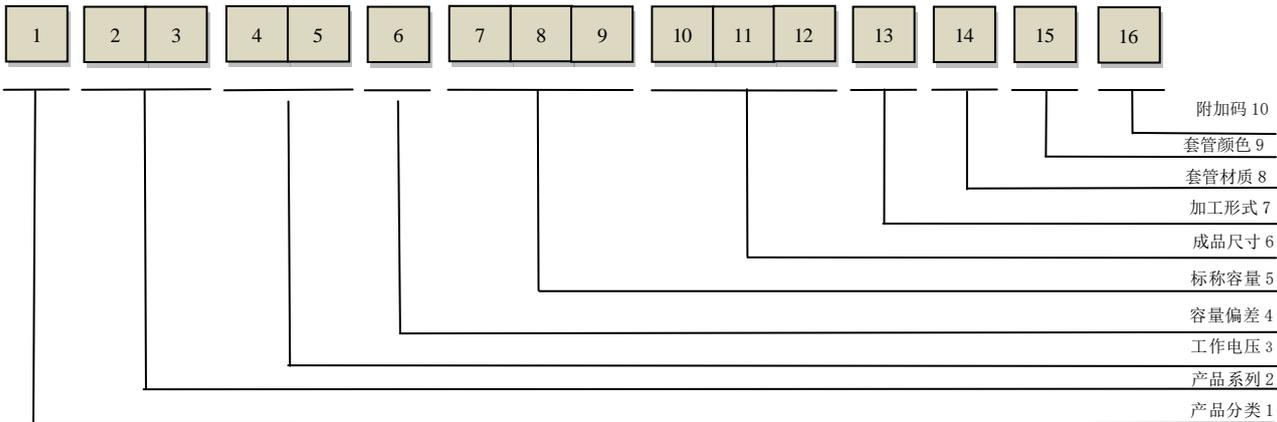 1 2 3 4 5 6 7 8 9 10 11 12 13 14 15 16
附加码 10
套管颜色 9
套管材质 8
加工形式 7
成品尺寸 6
标称容量 5
容量偏差 4
工作电压 3
产品系列 2
产品分类 1